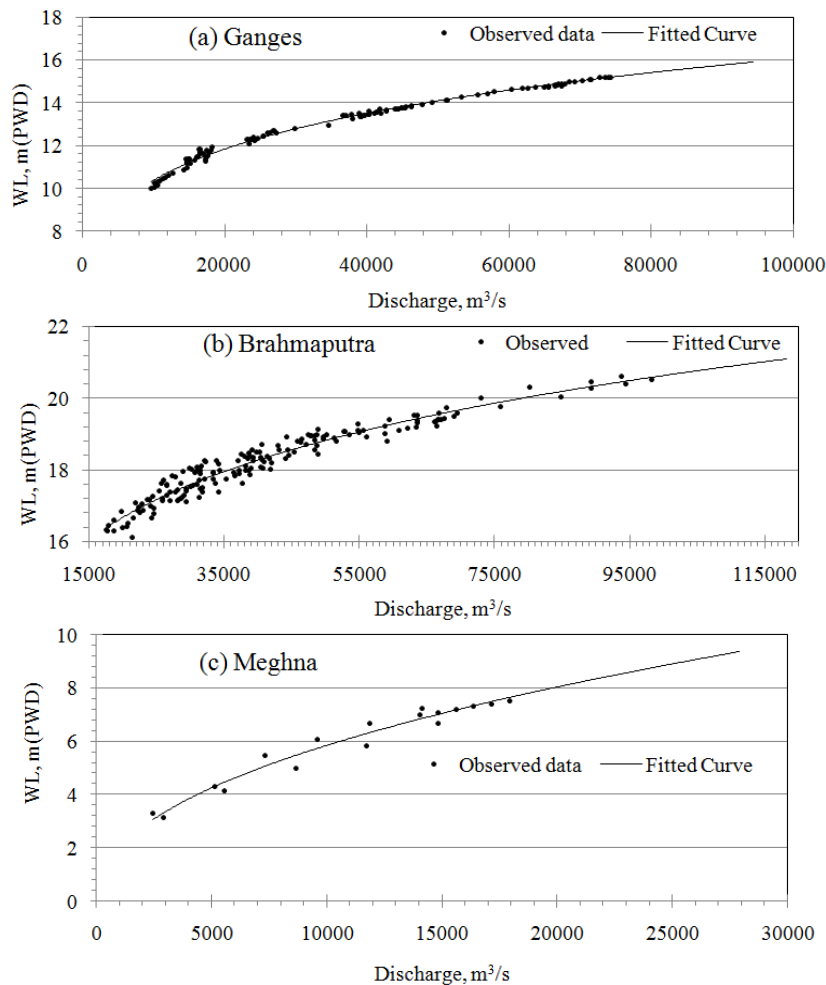 (a) Ganges
Observed data
Fitted Curve
WL, m(PWD)
18
16
14
12
10
8
0 20000 40000 60000 80000 100000
Discharge, m³/s
(b) Brahmaputra
Observed
Fitted Curve
WL, m(PWD)
22
20
18
16
15000 35000 55000 75000 95000 115000
Discharge, m³/s
(c) Meghna
Observed data
Fitted Curve
WL, m(PWD)
10
8
6
4
2
0
0 5000 10000 15000 20000 25000 30000
Discharge, m³/s